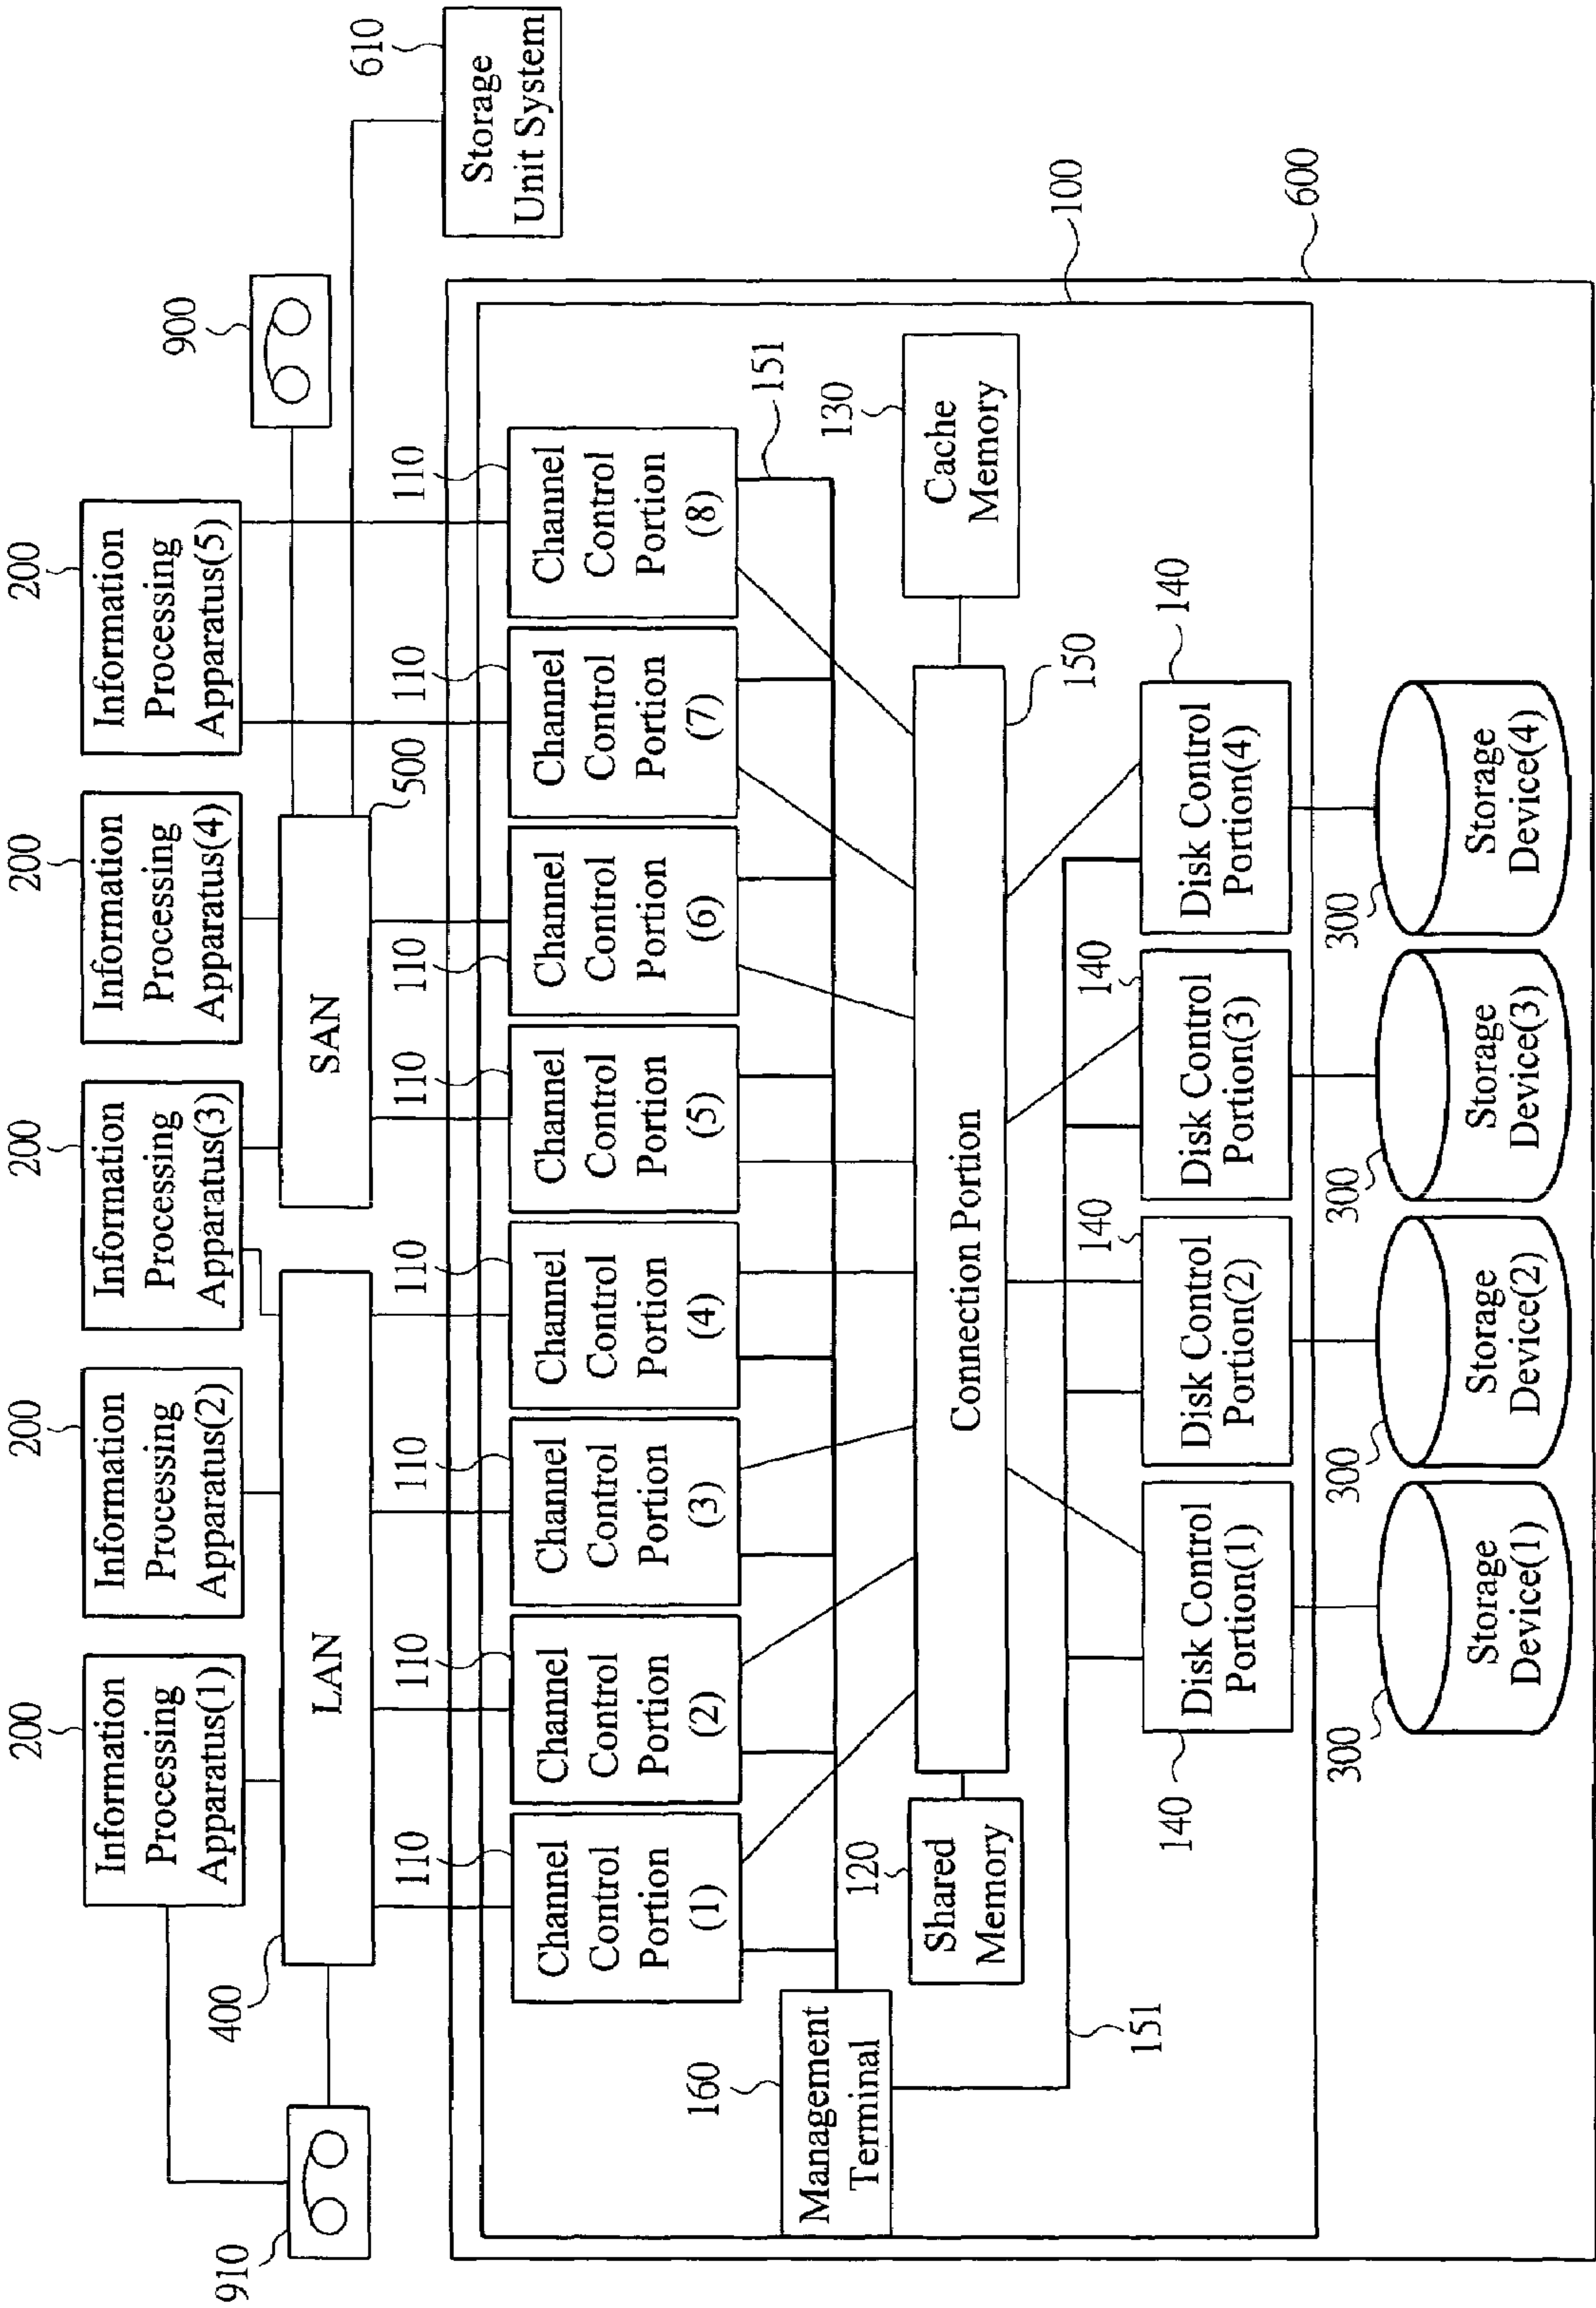 200
200
200
200
200
Information
Processing
Apparatus(1)
Information
Processing
Apparatus(2)
Information
Processing
Apparatus(3)
Information
Processing
Apparatus(4)
Information
Processing
Apparatus(5)
900
610
Storage
Unit System
910
400
LAN
SAN
500
110
110
110
110
110
110
110
110
Channel
Control
Portion
(1)
Channel
Control
Portion
(2)
Channel
Control
Portion
(3)
Channel
Control
Portion
(4)
Channel
Control
Portion
(5)
Channel
Control
Portion
(6)
Channel
Control
Portion
(7)
Channel
Control
Portion
(8)
151
160
Management
Terminal
120
Shared
Memory
Connection Portion
150
130
Cache
Memory
100
600
151
140
140
140
140
Disk Control
Portion(1)
Disk Control
Portion(2)
Disk Control
Portion(3)
Disk Control
Portion(4)
300
300
300
300
Storage
Device(1)
Storage
Device(2)
Storage
Device(3)
Storage
Device(4)